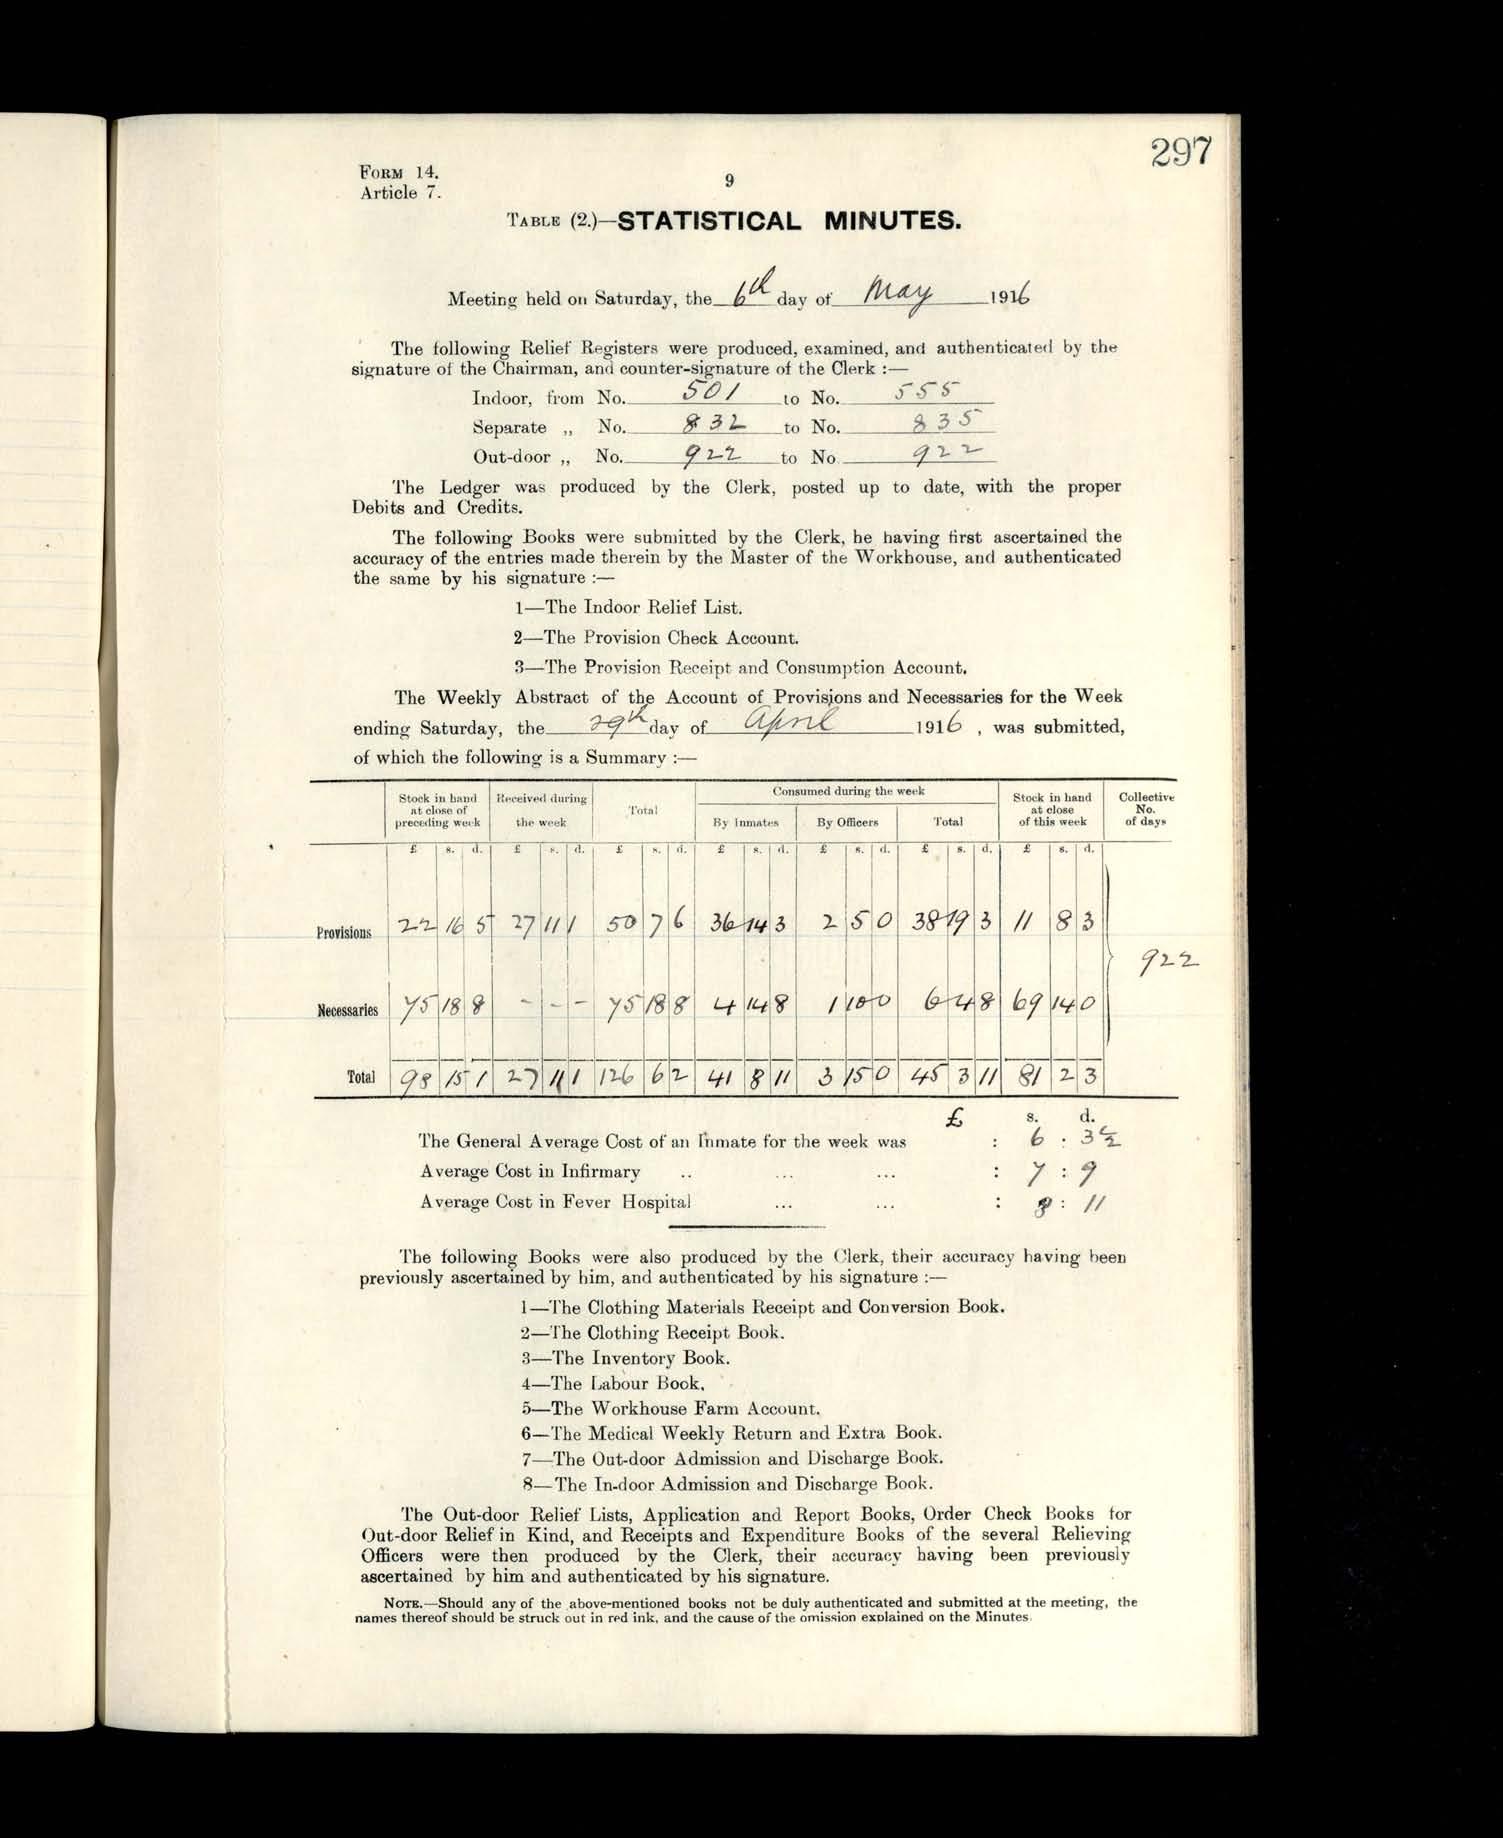 297
FORM 14.
Article 7.
9
TABLE (2.)—STATISTICAL MINUTES.
Meeting held on Saturday, the 6th day of May 1916
The following Relief Registers were produced, examined, and authenticated by the
signature of the Chairman, and counter-signature of the Clerk :—
Indoor, from No. 501 to No. 555
Separate „ No. 832 to No. 835
Out-door „ No. 922 to No 922
The Ledger was produced by the Clerk, posted up to date, with the proper
Debits and Credits.
The following Books were submitted by the Clerk, he having first ascertained the
accuracy of the entries made therein by the Master of the Workhouse, and authenticated
the same by his signature :—
1—The Indoor Relief List.
2—The Provision Check Account.
3—The Provision Receipt and Consumption Account.
The Weekly Abstract of the Account of Provisions and Necessaries for the Week
ending Saturday, the 29th day of April 1916 , was submitted,
of which the following is a Summary :—
Stock in hand at close of preceding week Received during the week Total Consumed during the week By Inmates By Officers Total Stock in hand at close of this week Collective No. of days
£ s. d. £ s. d. £ s. d. £ s. d. £ s. d. £ s. d. £ s. d.
Provisions 22 16 5 27 11 1 50 7 6 36 14 3 2 5 0 38 19 3 11 8 3
922
Necessaries 75 18 8 - - - 75 18 8 4 14 8 1 10 0 6 4 8 69 14 0
Total 98 15 1 27 11 1 126 6 2 41 8 11 3 15 0 45 3 11 81 2 3
£ s. d.
The General Average Cost of an Inmate for the week was : 6 : 3½
Average Cost in Infirmary .. ... ... : 7 : 9
Average Cost in Fever Hospital ... ... : 8 : 11
The following Books were also produced by the Clerk, their accuracy having been
previously ascertained by him, and authenticated by his signature :—
1—The Clothing Materials Receipt and Conversion Book.
2—The Clothing Receipt Book.
3—The Inventory Book.
4—The Labour Book.
5—The Workhouse Farm Account.
6—The Medical Weekly Return and Extra Book.
7—The Out-door Admission and Discharge Book.
8—The In-door Admission and Discharge Book.
The Out-door Relief Lists, Application and Report Books, Order Check Books for
Out-door Relief in Kind, and Receipts and Expenditure Books of the several Relieving
Officers were then produced by the Clerk, their accuracy having been previously
ascertained by him and authenticated by his signature.
NOTE.—Should any of the above-mentioned books not be duly authenticated and submitted at the meeting, the
names thereof should be struck out in red ink, and the cause of the omission explained on the Minutes.